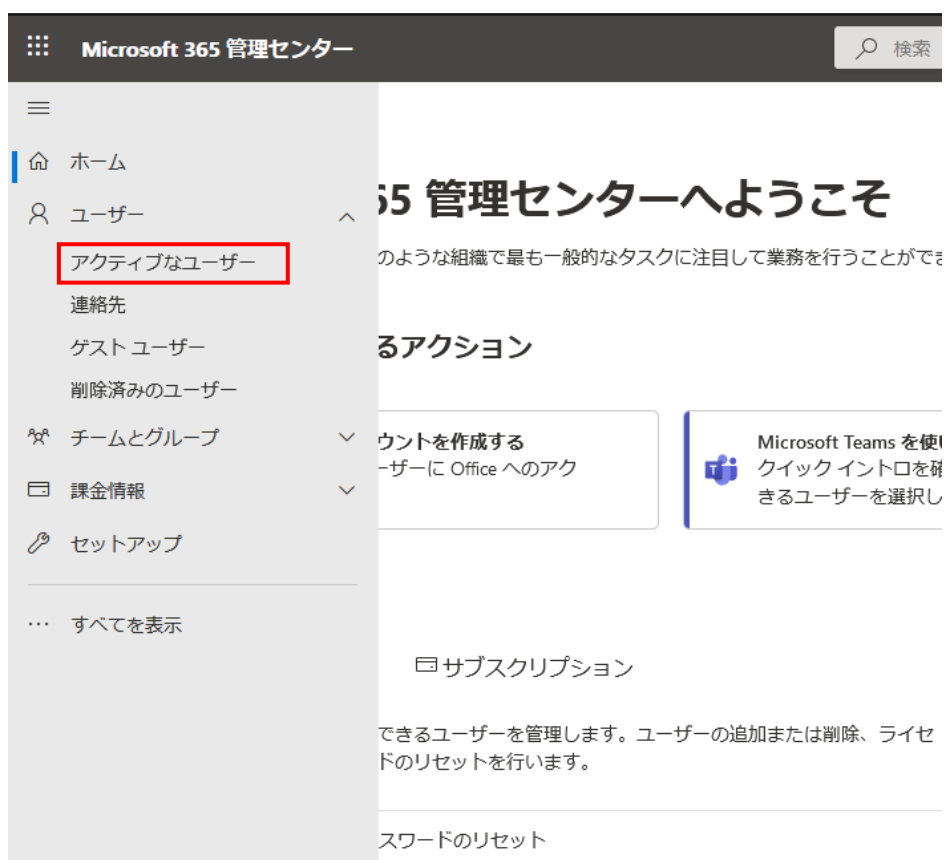 Microsoft 365 管理センター
検索
ホーム
ユーザー
アクティブなユーザー
連絡先
ゲスト ユーザー
削除済みのユーザー
チームとグループ
課金情報
セットアップ
すべてを表示
65 管理センターへようこそ
のような組織で最も一般的なタスクに注目して業務を行うことができ
るアクション
ウントを作成する
ーザーに Office へのアク
Microsoft Teams を使
クイック イントロを確
きるユーザーを選択し
サブスクリプション
できるユーザーを管理します。ユーザーの追加または削除、ライセ
ドのリセットを行います。
スワードのリセット